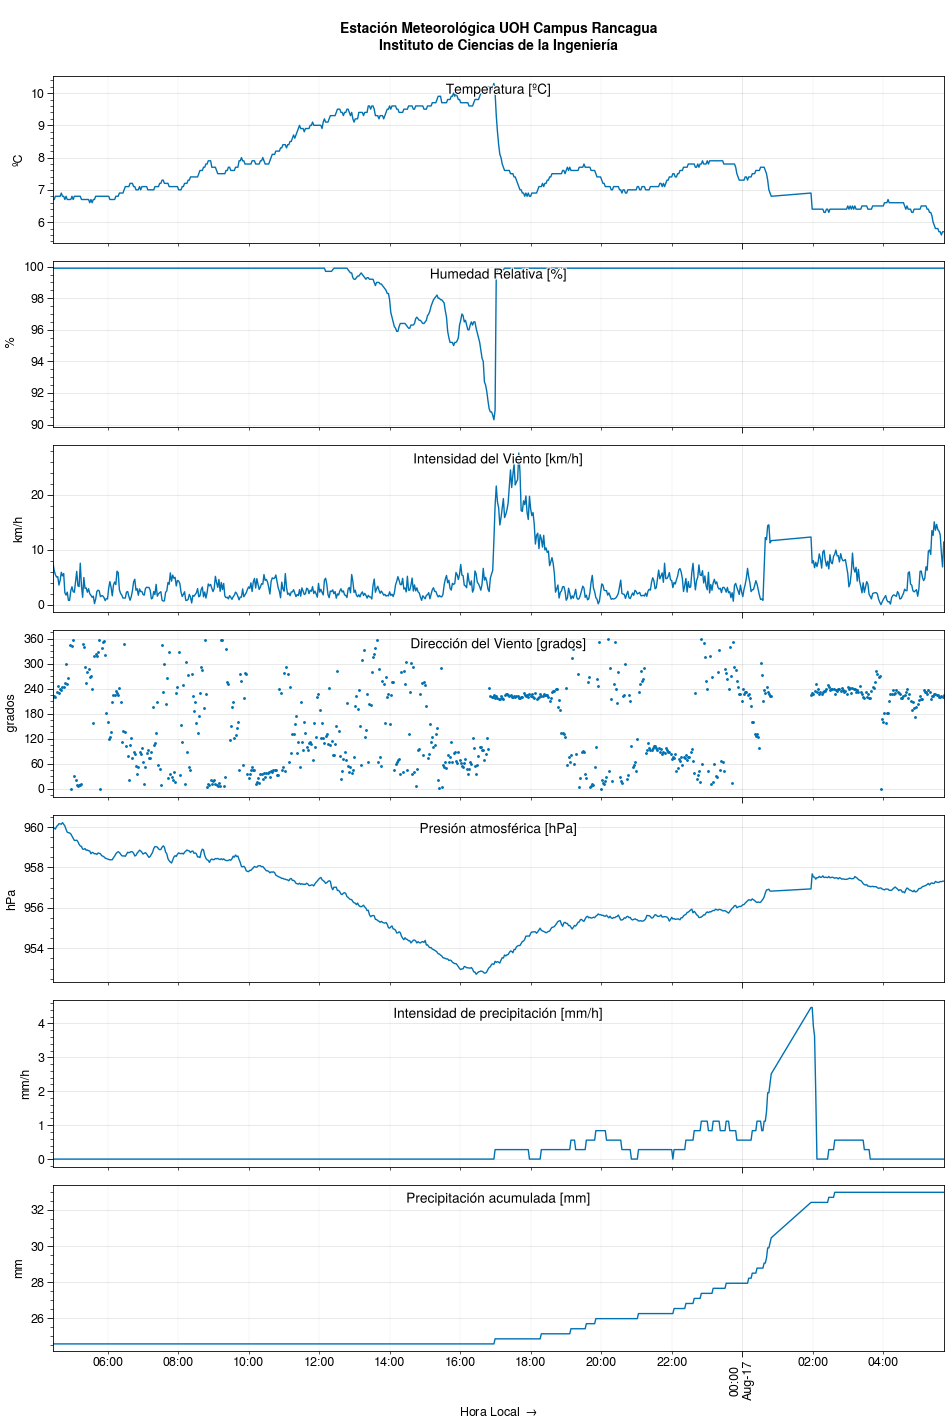 Estación Meteorológica UOH Campus Rancagua
Instituto de Ciencias de la Ingeniería
Temperatura [ºC]
ºC
10
9
8
7
6
Humedad Relativa [%]
%
100
98
96
94
92
90
Intensidad del Viento [km/h]
km/h
20
10
0
Dirección del Viento [grados]
grados
360
300
240
180
120
60
0
Presión atmosférica [hPa]
hPa
960
958
956
954
Intensidad de precipitación [mm/h]
mm/h
4
3
2
1
0
Precipitación acumulada [mm]
mm
32
30
28
26
06:00 08:00 10:00 12:00 14:00 16:00 18:00 20:00 22:00 00:00 02:00 04:00
Aug-17
Hora Local →